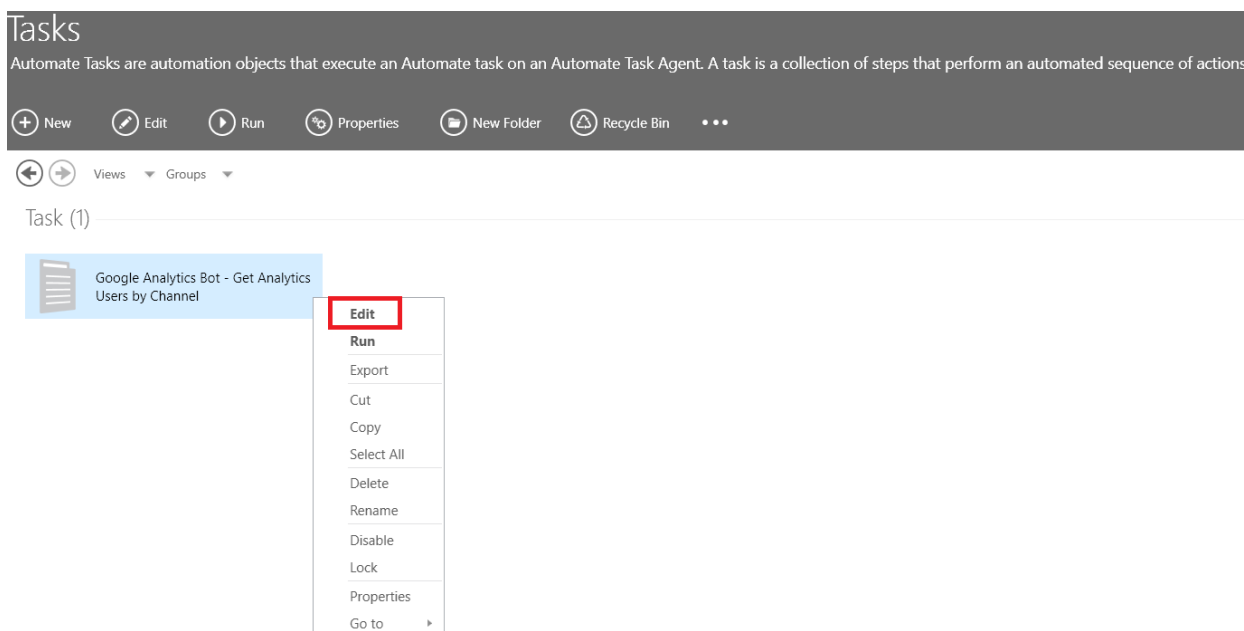 Tasks
Automate Tasks are automation objects that execute an Automate task on an Automate Task Agent. A task is a collection of steps that perform an automated sequence of actions
New Edit Run Properties New Folder Recycle Bin
Views Groups
Task (1)
Google Analytics Bot - Get Analytics
Users by Channel
Edit
Run
Export
Cut
Copy
Select All
Delete
Rename
Disable
Lock
Properties
Go to